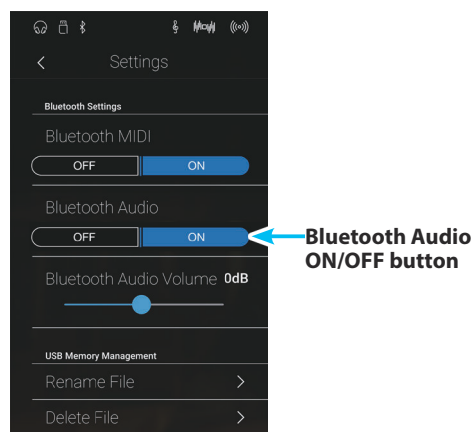 Settings
Bluetooth Settings
Bluetooth MIDI
OFF ON
Bluetooth Audio
OFF ON
Bluetooth Audio
ON/OFF button
Bluetooth Audio Volume 0dB
USB Memory Management
Rename File
Delete File